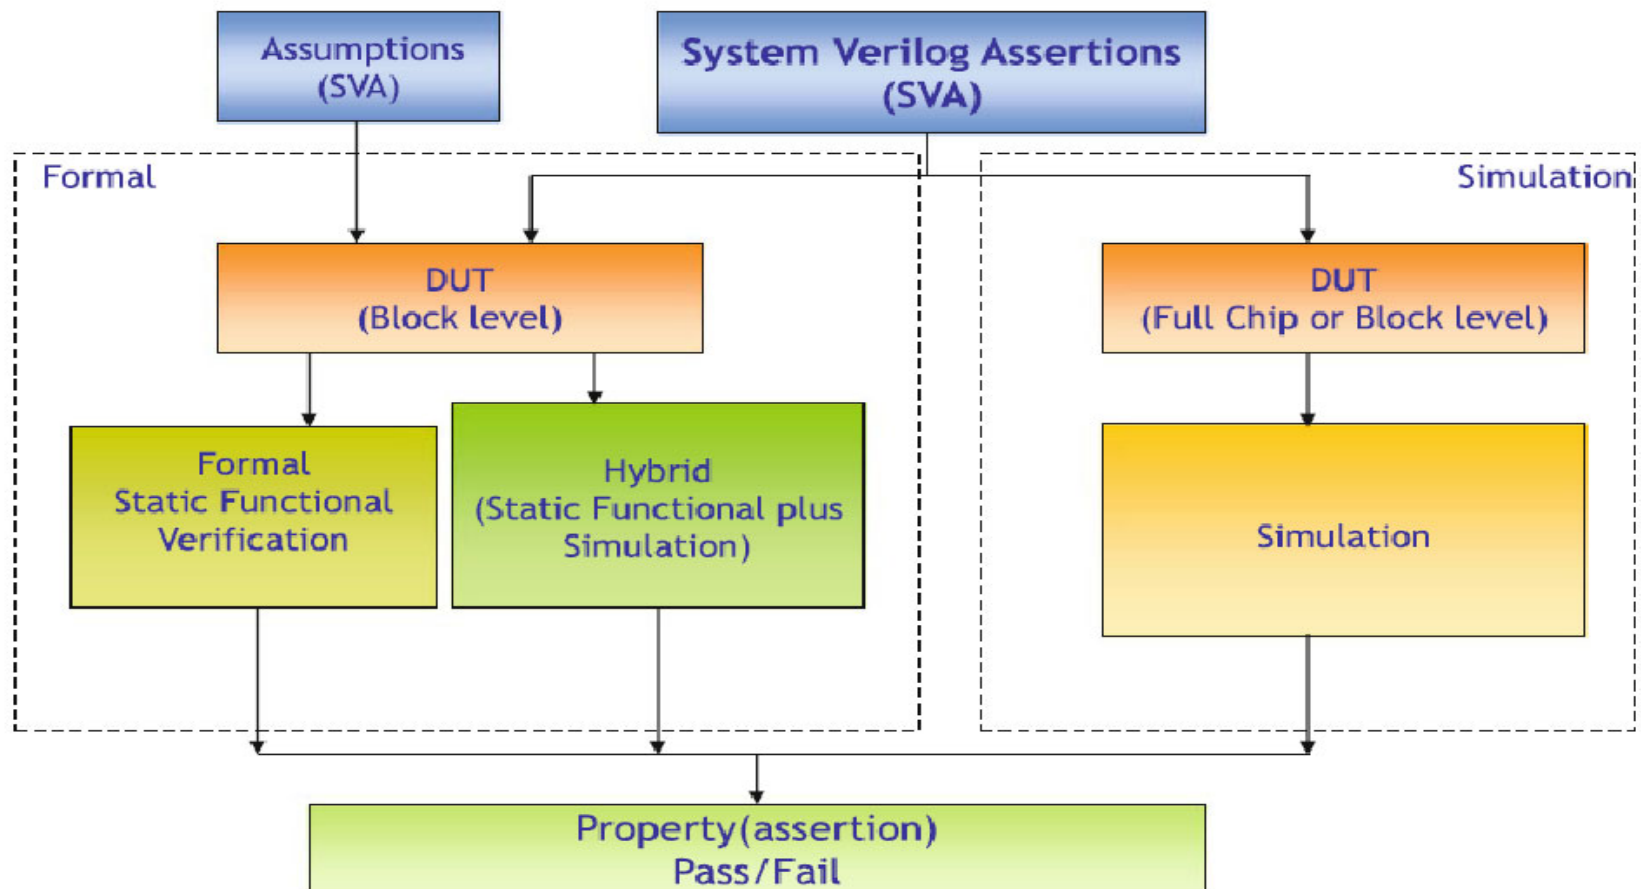 Assumptions
(SVA)
System Verilog Assertions
(SVA)
Formal
Simulation
DUT
(Block level)
DUT
(Full Chip or Block level)
Formal
Static Functional
Verification
Hybrid
(Static Functional plus
Simulation)
Simulation
Property(assertion)
Pass/Fail